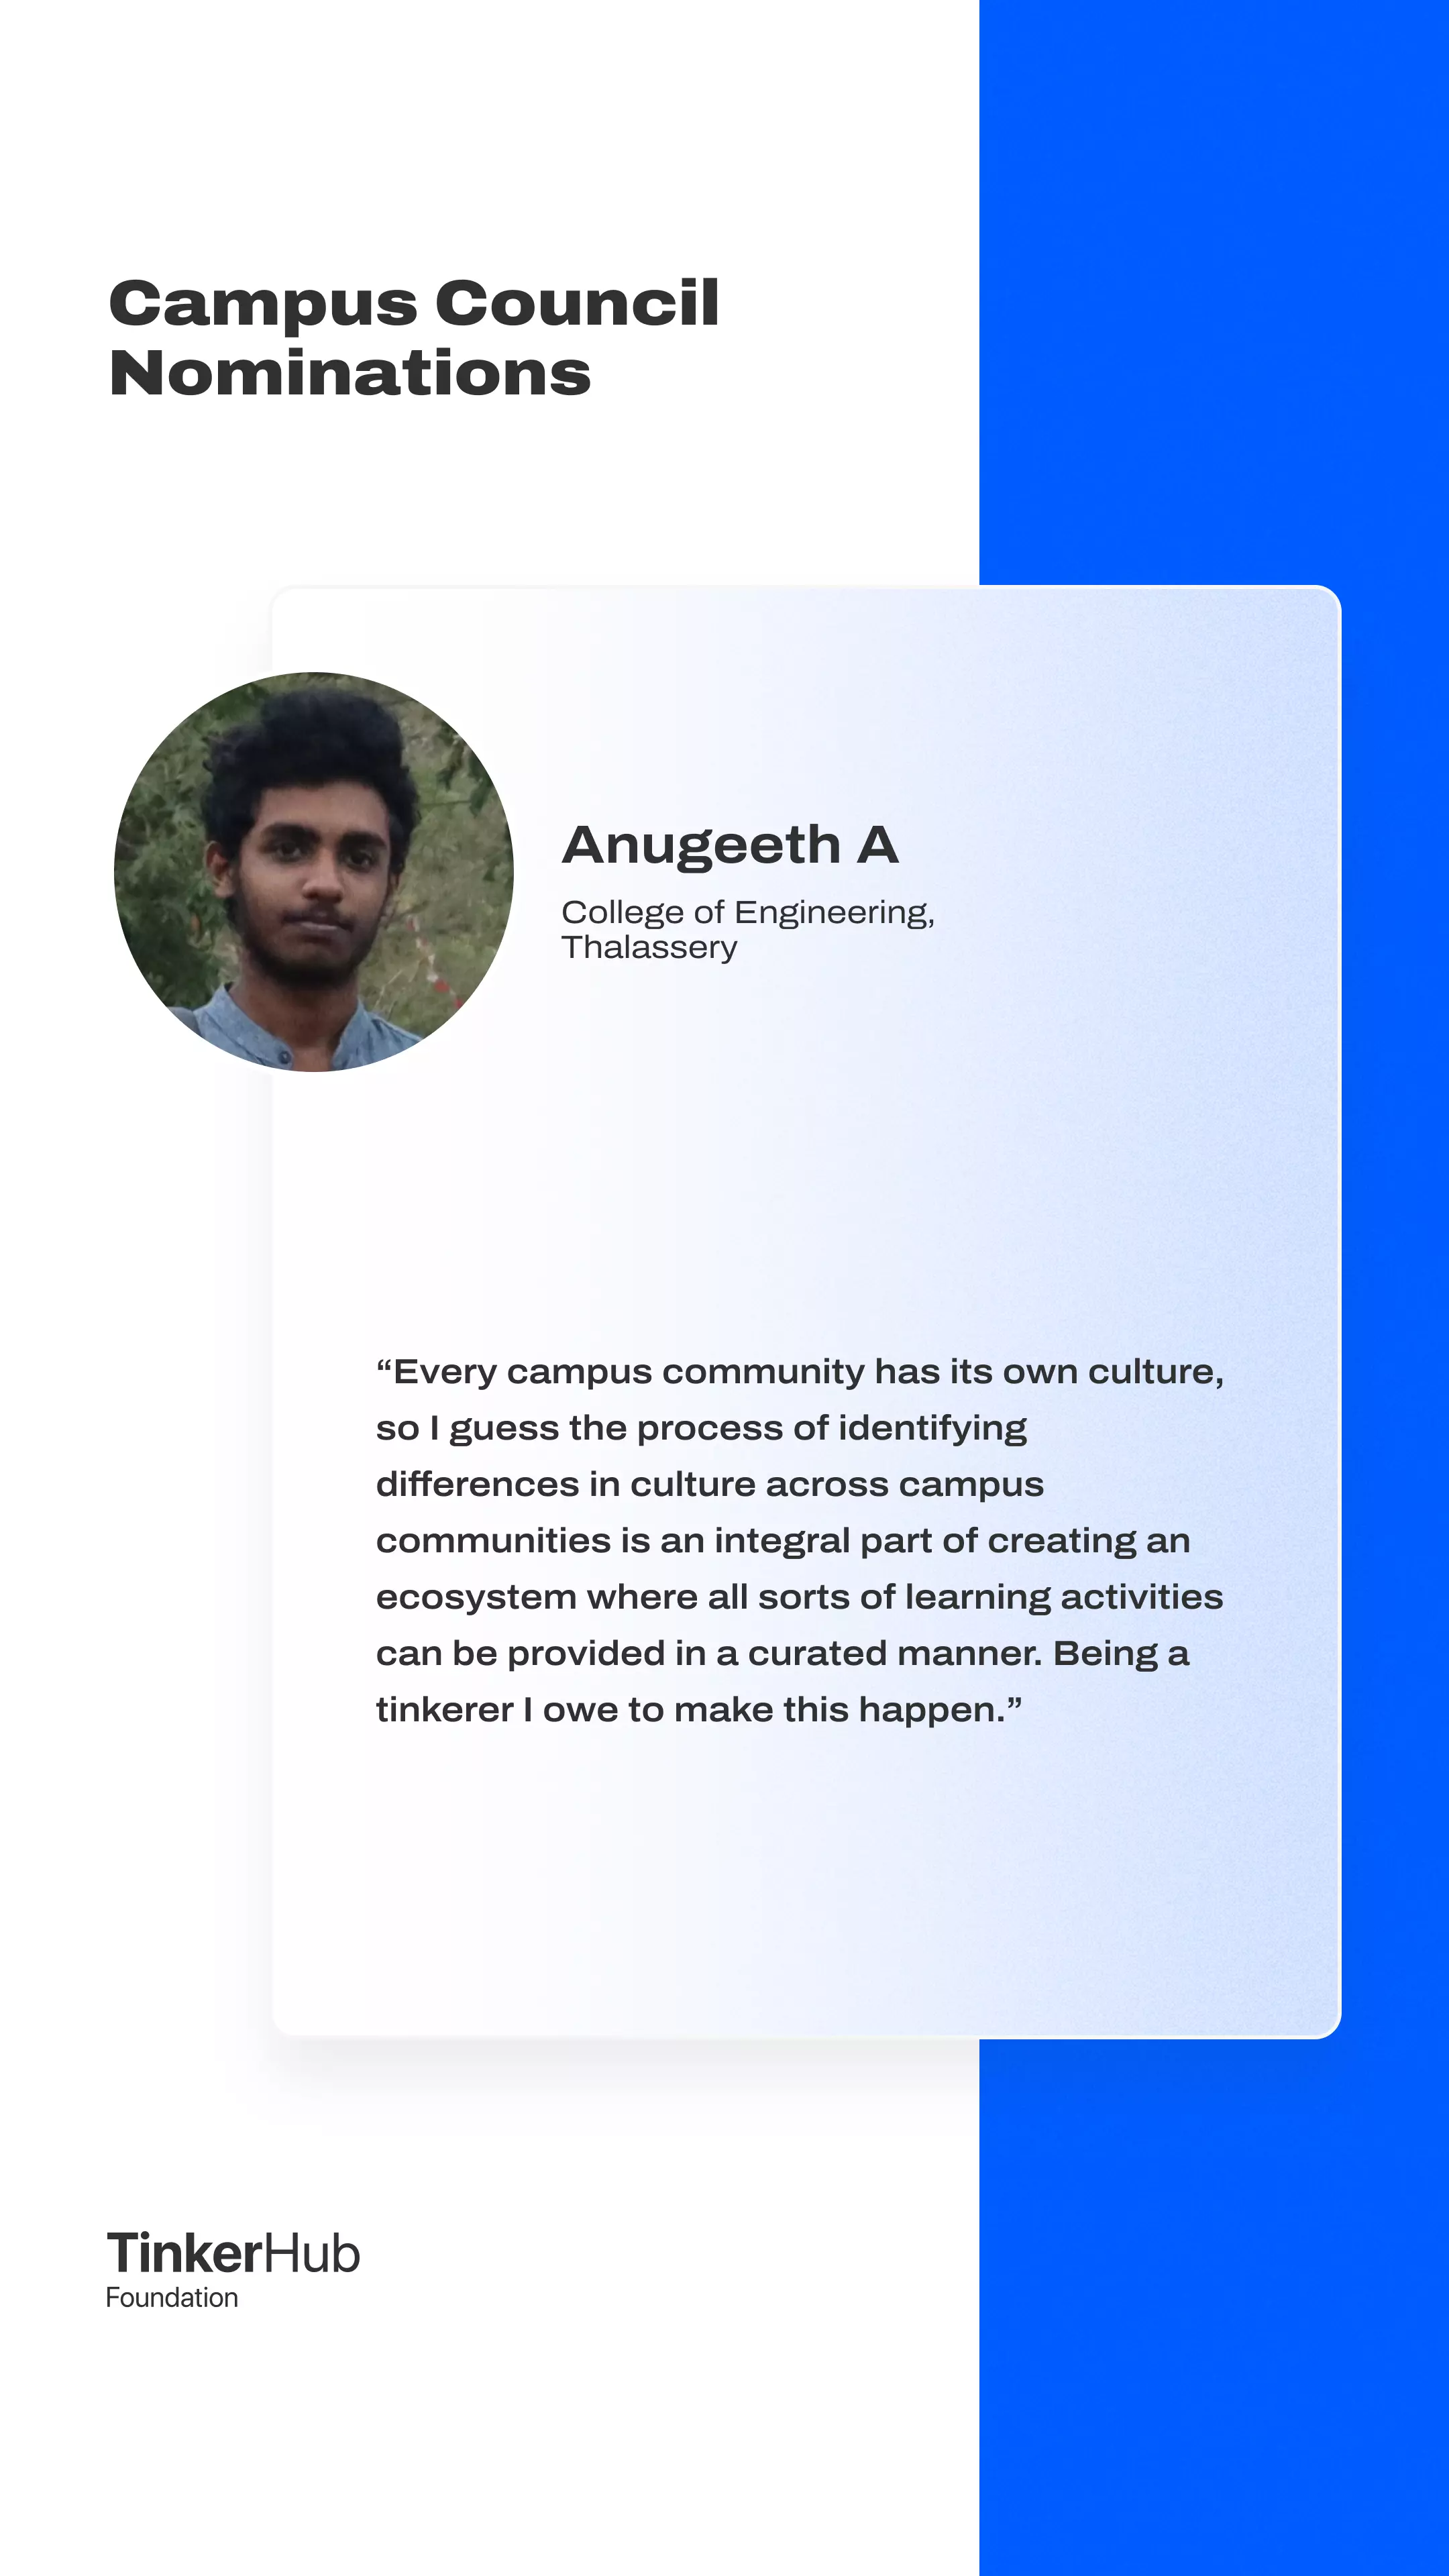 Campus Council
Nominations
Anugeeth A
College of Engineering,
Thalassery
“Every campus community has its own culture,
so I guess the process of identifying
differences in culture across campus
communities is an integral part of creating an
ecosystem where all sorts of learning activities
can be provided in a curated manner. Being a
tinkerer I owe to make this happen.”
TinkerHub
Foundation